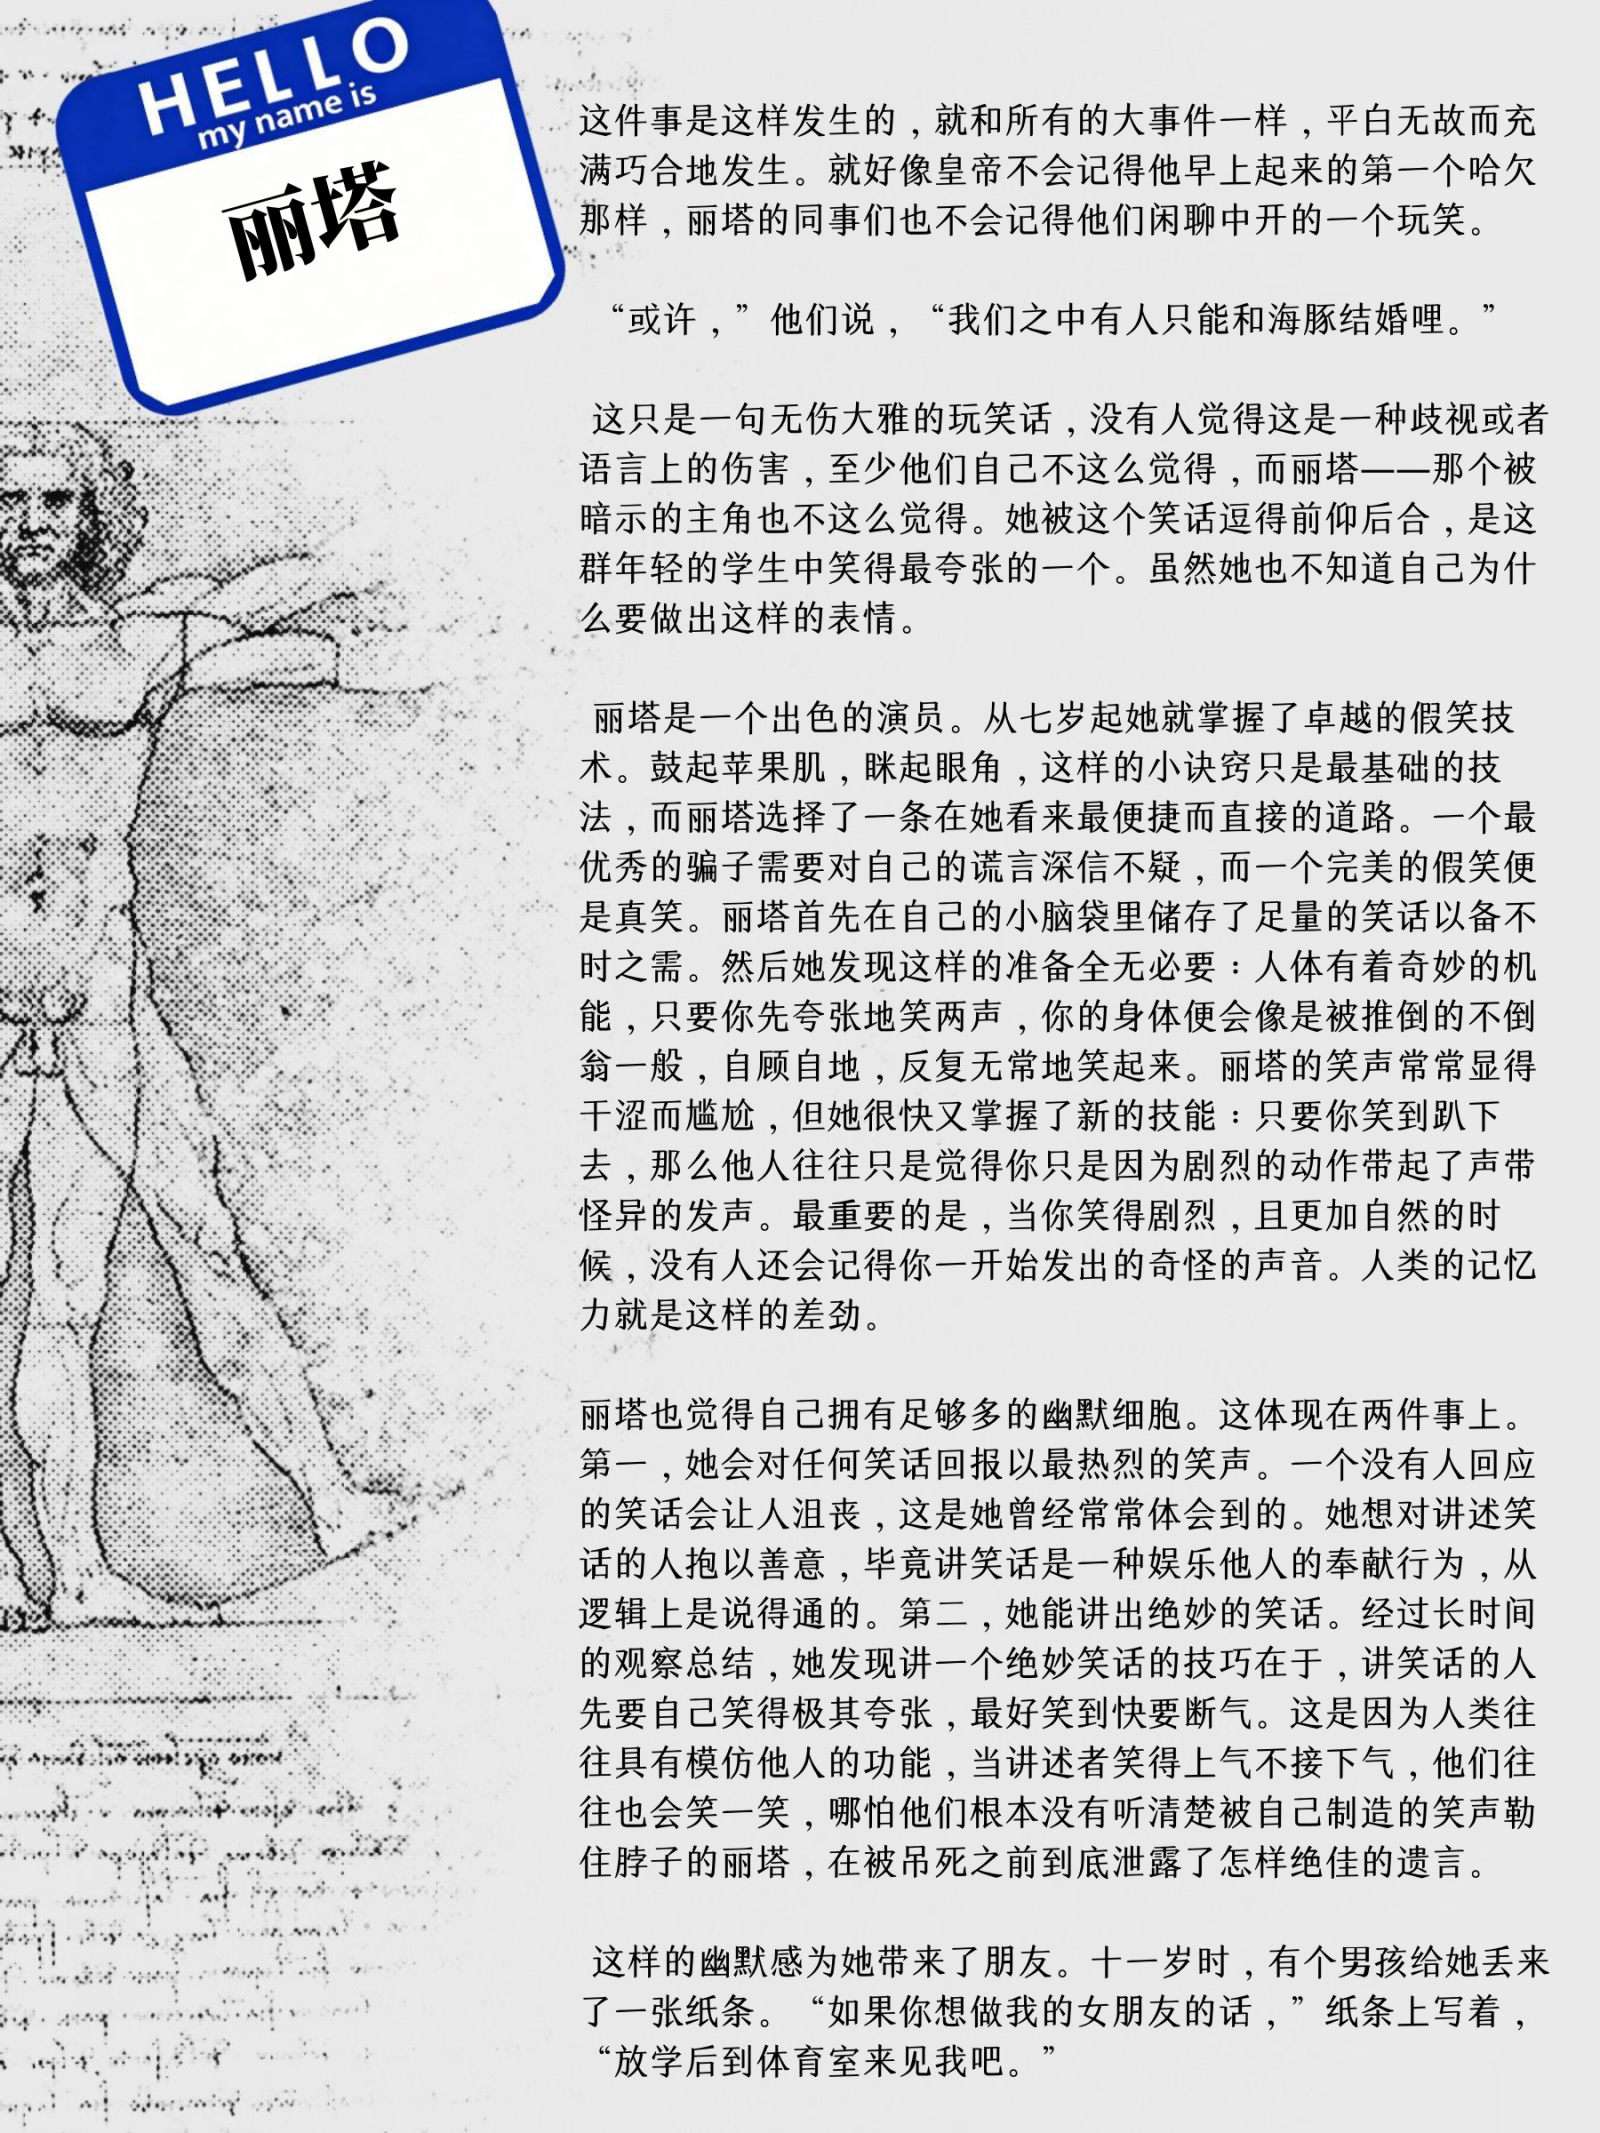 HELLO
my name is
丽塔
这件事是这样发生的，就和所有的大事件一样，平白无故而充
满巧合地发生。就好像皇帝不会记得他早上起来的第一个哈欠
那样，丽塔的同事们也不会记得他们闲聊中开的一个玩笑。
“或许，”他们说，“我们之中有人只能和海豚结婚哩。”
这只是一句无伤大雅的玩笑话，没有人觉得这是一种歧视或者
语言上的伤害，至少他们自己不这么觉得，而丽塔——那个被
暗示的主角也不这么觉得。她被这个笑话逗得前仰后合，是这
群年轻的学生中笑得最夸张的一个。虽然她也不知道自己为什
么要做出这样的表情。
丽塔是一个出色的演员。从七岁起她就掌握了卓越的假笑技
术。鼓起苹果肌，眯起眼角，这样的小诀窍只是最基础的技
法，而丽塔选择了一条在她看来最便捷而直接的道路。一个最
优秀的骗子需要对自己的谎言深信不疑，而一个完美的假笑便
是真笑。丽塔首先在自己的小脑袋里储存了足量的笑话以备不
时之需。然后她发现这样的准备全无必要：人体有着奇妙的机
能，只要你先夸张地笑两声，你的身体便会像是被推倒的不倒
翁一般，自顾自地，反复无常地笑起来。丽塔的笑声常常显得
干涩而尴尬，但她很快又掌握了新的技能：只要你笑到趴下
去，那么他人往往只是觉得你只是因为剧烈的动作带起了声带
怪异的发声。最重要的是，当你笑得剧烈，且更加自然的时
候，没有人还会记得你一开始发出的奇怪的声音。人类的记忆
力就是这样的差劲。
丽塔也觉得自己拥有足够多的幽默细胞。这体现在两件事上。
第一，她会对任何笑话回报以最热烈的笑声。一个没有人回应
的笑话会让人沮丧，这是她曾经常常体会到的。她想对讲述笑
话的人抱以善意，毕竟讲笑话是一种娱乐他人的奉献行为，从
逻辑上是说得通的。第二，她能讲出绝妙的笑话。经过长时间
的观察总结，她发现讲一个绝妙笑话的技巧在于，讲笑话的人
先要自己笑得极其夸张，最好笑到快要断气。这是因为人类往
往具有模仿他人的功能，当讲述者笑得上气不接下气，他们往
往也会笑一笑，哪怕他们根本没有听清楚被自己制造的笑声勒
住脖子的丽塔，在被吊死之前到底泄露了怎样绝佳的遗言。
这样的幽默感为她带来了朋友。十一岁时，有个男孩给她丢来
了一张纸条。“如果你想做我的女朋友的话，”纸条上写着，
“放学后到体育室来见我吧。”